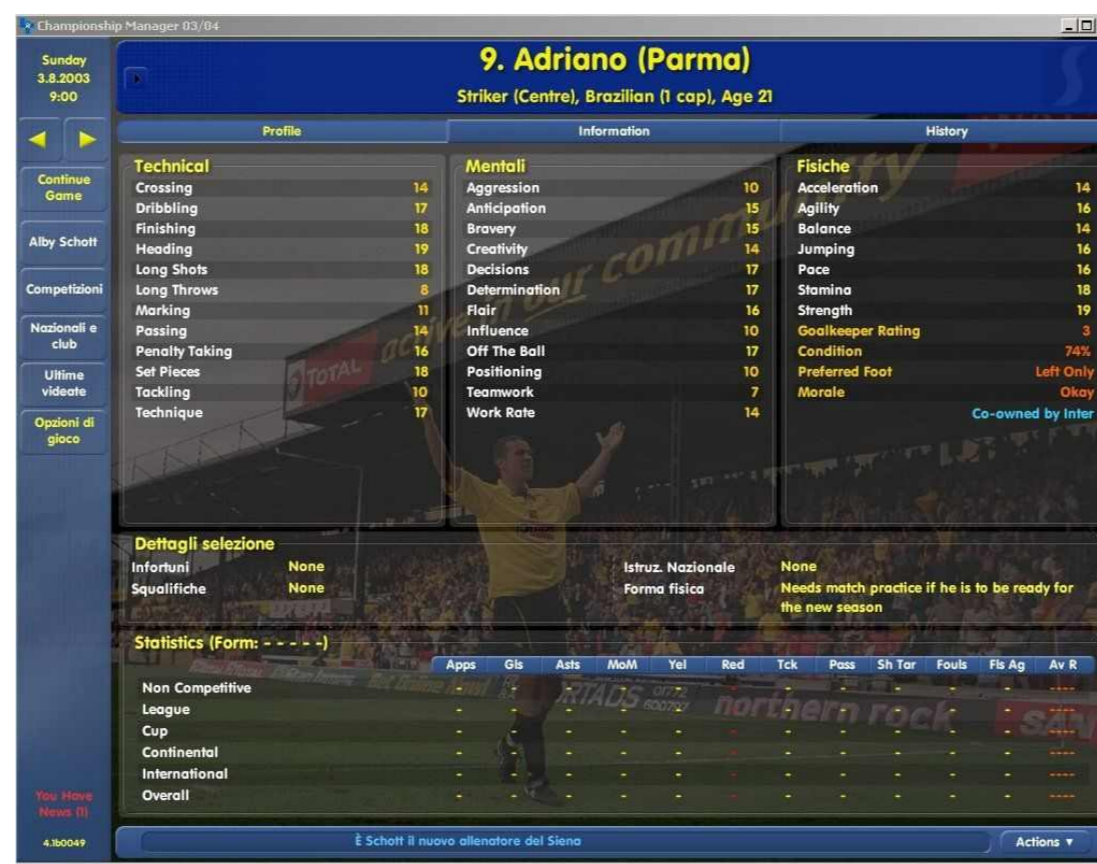 Championship Manager 03/04
Sunday
3.8.2003
9:00
9. Adriano (Parma)
Striker (Centre), Brazilian (1 cap), Age 21
Profile Information History
Continue
Game
Alby Schott
Competizioni
Nazionali e
club
Ultime
videate
Opzioni di
gioco
You Have
News (1)
4.1b0049
Technical
Crossing 14
Dribbling 17
Finishing 18
Heading 19
Long Shots 18
Long Throws 8
Marking 11
Passing 14
Penalty Taking 16
Set Pieces 18
Tackling 10
Technique 17
Mentali
Aggression 10
Anticipation 15
Bravery 15
Creativity 14
Decisions 17
Determination 17
Flair 16
Influence 10
Off The Ball 17
Positioning 10
Teamwork 7
Work Rate 14
Fisiche
Acceleration 14
Agility 16
Balance 14
Jumping 16
Pace 16
Stamina 18
Strength 19
Goalkeeper Rating 3
Condition 74%
Preferred Foot Left Only
Morale Okay
Co-owned by Inter
active in our community
TOTAL
Dettagli selezione
Infortuni None
Squalifiche None
Istruz. Nazionale None
Forma fisica Needs match practice if he is to be ready for
the new season
Statistics (Form: - - - - -)
Apps Gls Asts MoM Yel Red Tck Pass Sh Tar Fouls Fls Ag Av R
Non Competitive - - - - - - - - - - - ----
League - - - - - - - - - - - ----
Cup - - - - - - - - - - - ----
Continental - - - - - - - - - - - ----
International - - - - - - - - - - - ----
Overall - - - - - - - - - - - ----
northern rock
È Schott il nuovo allenatore del Siena
Actions ▼